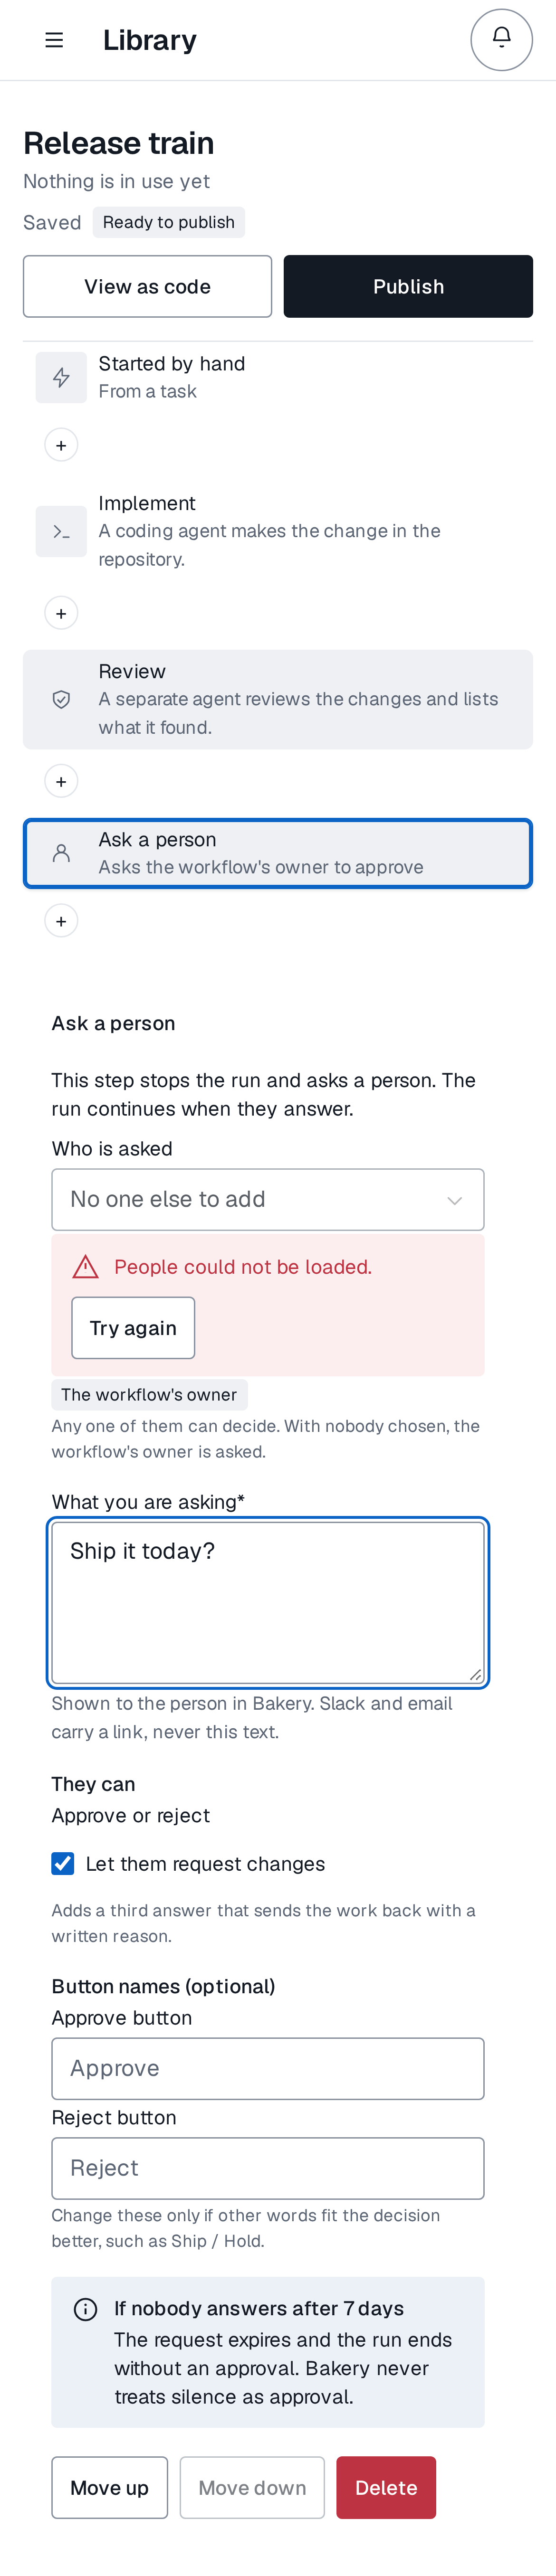 Library
Release train
Nothing is in use yet
Saved
Ready to publish
View as code
Publish
Started by hand
From a task
+
Implement
A coding agent makes the change in the
repository.
+
Review
A separate agent reviews the changes and lists
what it found.
+
Ask a person
Asks the workflow's owner to approve
+
Ask a person
This step stops the run and asks a person. The
run continues when they answer.
Who is asked
No one else to add
People could not be loaded.
Try again
The workflow's owner
Any one of them can decide. With nobody chosen, the
workflow's owner is asked.
What you are asking*
Ship it today?
Shown to the person in Bakery. Slack and email
carry a link, never this text.
They can
Approve or reject
Let them request changes
Adds a third answer that sends the work back with a
written reason.
Button names (optional)
Approve button
Approve
Reject button
Reject
Change these only if other words fit the decision
better, such as Ship / Hold.
If nobody answers after 7 days
The request expires and the run ends
without an approval. Bakery never
treats silence as approval.
Move up
Move down
Delete